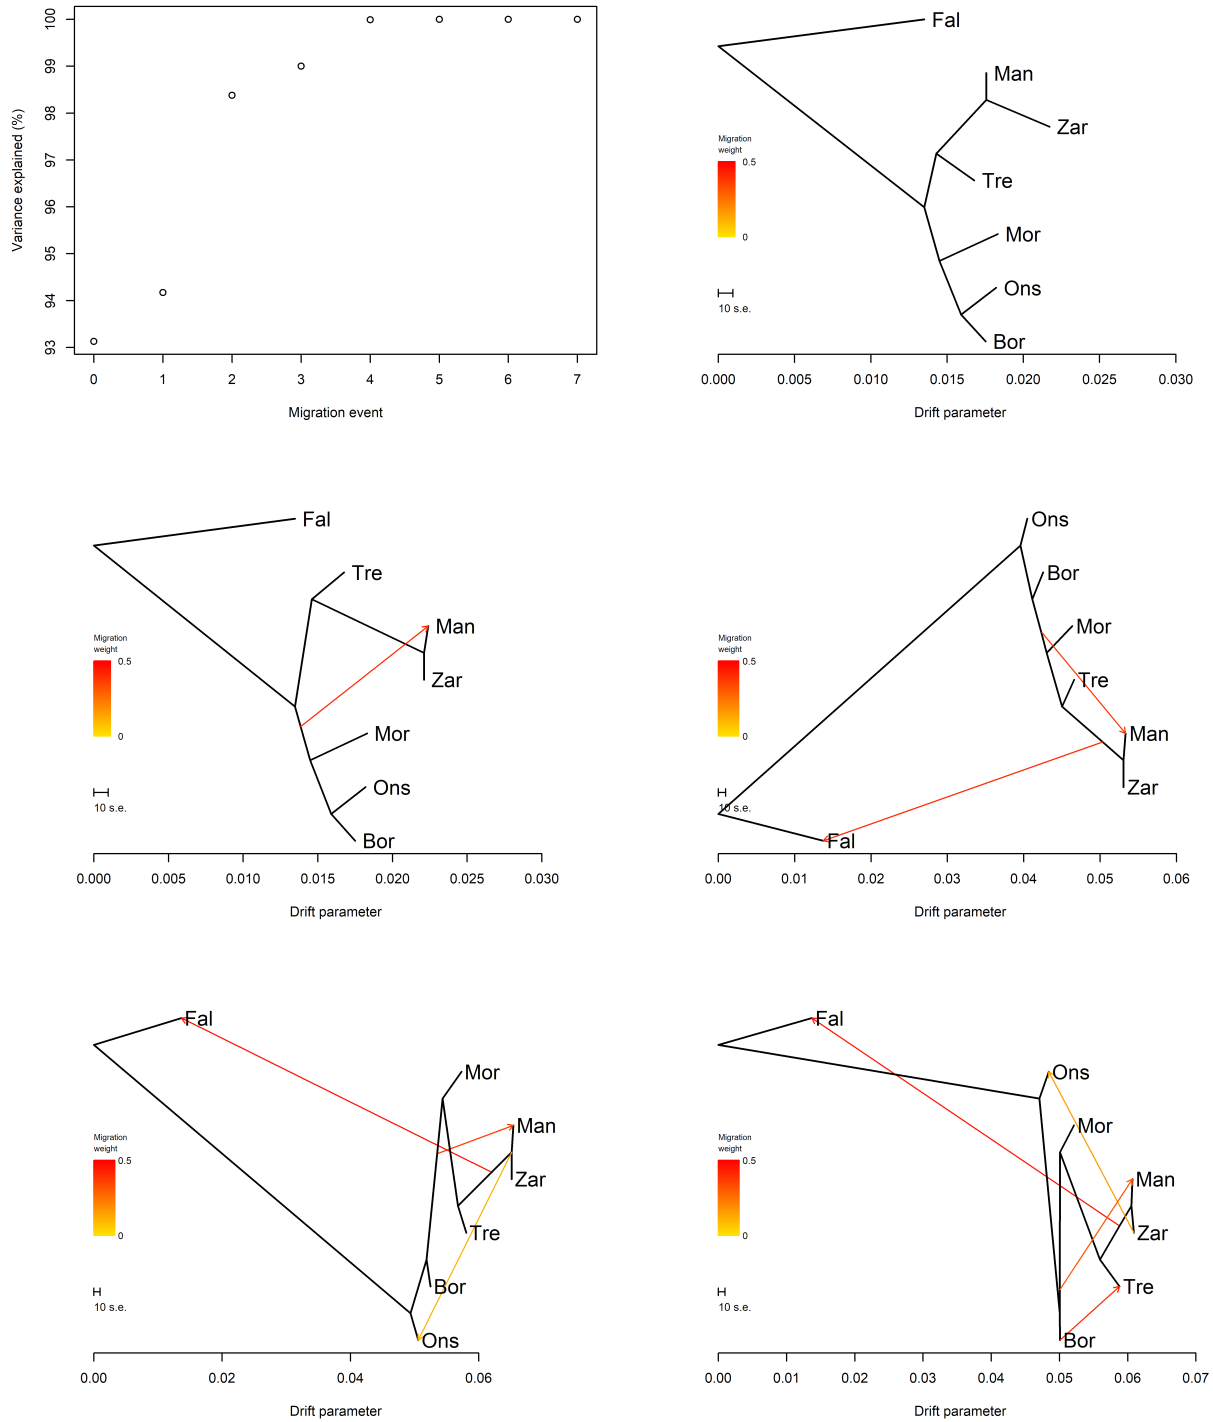 Variance explained (%)
100
99
98
97
96
95
94
93
0 1 2 3 4 5 6 7
Migration event
Fal
Man
Zar
Tre
Mor
Ons
Bor
Migration
weight
0.5
0
10 s.e.
0.000 0.005 0.010 0.015 0.020 0.025 0.030
Drift parameter
Fal
Tre
Man
Zar
Mor
Ons
Bor
Migration
weight
0.5
0
10 s.e.
0.000 0.005 0.010 0.015 0.020 0.025 0.030
Drift parameter
Ons
Bor
Mor
Tre
Man
Zar
Fal
Migration
weight
0.5
0
10 s.e.
0.00 0.01 0.02 0.03 0.04 0.05 0.06
Drift parameter
Fal
Mor
Man
Zar
Tre
Bor
Ons
Migration
weight
0.5
0
10 s.e.
0.00 0.02 0.04 0.06
Drift parameter
Fal
Ons
Mor
Man
Zar
Tre
Bor
Migration
weight
0.5
0
10 s.e.
0.00 0.01 0.02 0.03 0.04 0.05 0.06 0.07
Drift parameter